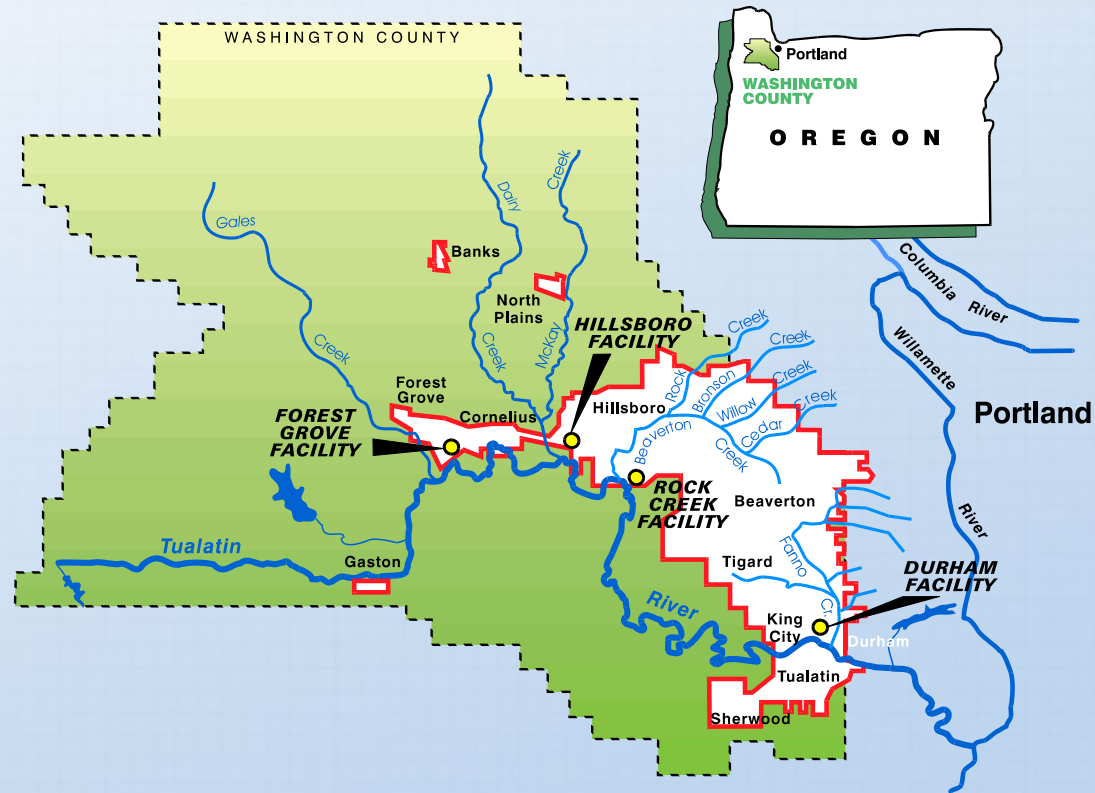 WASHINGTON COUNTY
Portland
WASHINGTON
COUNTY
OREGON
Gales
Creek
Dairy
Creek
Creek
McKay
Banks
North
Plains
HILLSBORO
FACILITY
Columbia
River
Willamette
River
Portland
Forest
Grove
Cornelius
Hillsboro
Rock
Creek
Bronson
Creek
Willow
Creek
Cedar
Creek
Beaverton
Creek
FOREST
GROVE
FACILITY
ROCK
CREEK
FACILITY
Beaverton
Tualatin
Gaston
Tigard
Fanno
Cr.
DURHAM
FACILITY
River
King
City
Durham
Tualatin
Sherwood